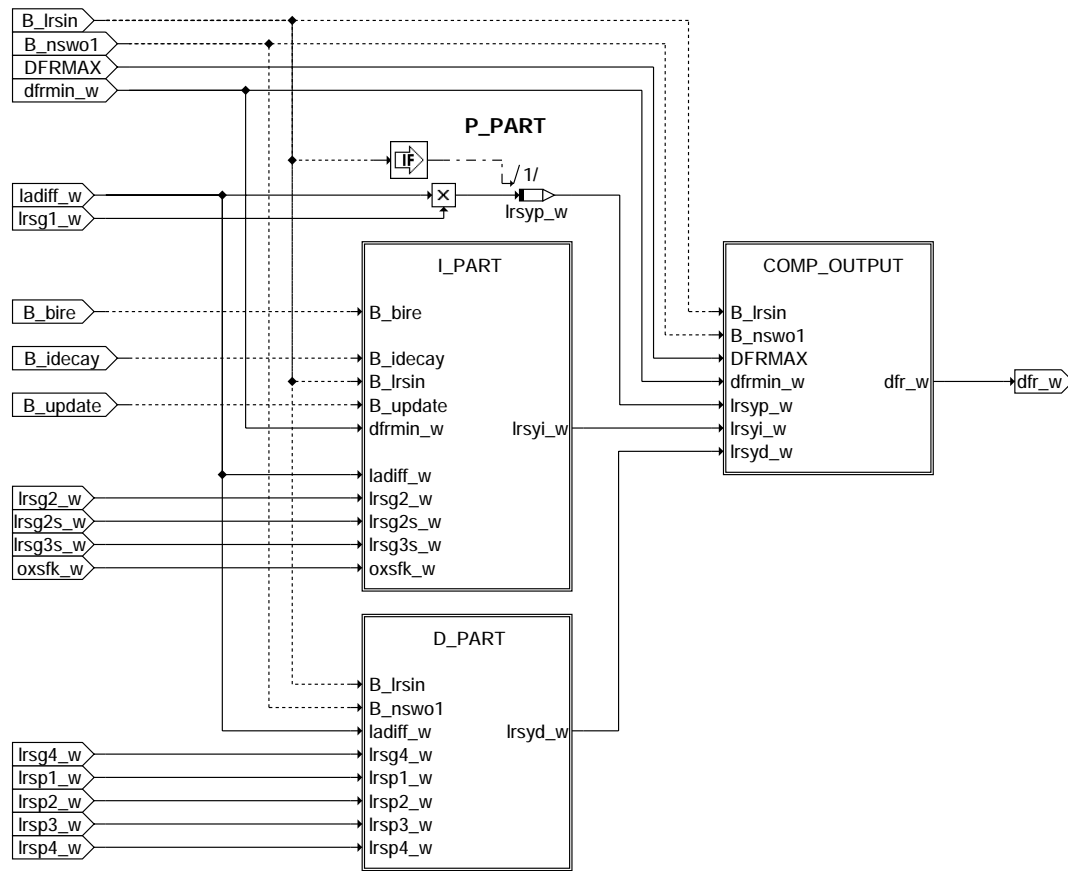 B_lrsin
B_nswo1
DFRMAX
dfrmin_w
P_PART
IF
/1/
ladiff_w
lrsg1_w
lrsyp_w
I_PART
B_bire
B_bire
B_idecay
B_idecay
B_lrsin
B_update
B_update
dfrmin_w
lrsyi_w
ladiff_w
lrsg2_w
lrsg2_w
lrsg2s_w
lrsg2s_w
lrsg3s_w
lrsg3s_w
oxsfk_w
oxsfk_w
COMP_OUTPUT
B_lrsin
B_nswo1
DFRMAX
dfrmin_w
dfr_w
dfr_w
lrsyp_w
lrsyi_w
lrsyd_w
D_PART
B_lrsin
B_nswo1
ladiff_w
lrsyd_w
lrsg4_w
lrsg4_w
lrsp1_w
lrsp1_w
lrsp2_w
lrsp2_w
lrsp3_w
lrsp3_w
lrsp4_w
lrsp4_w